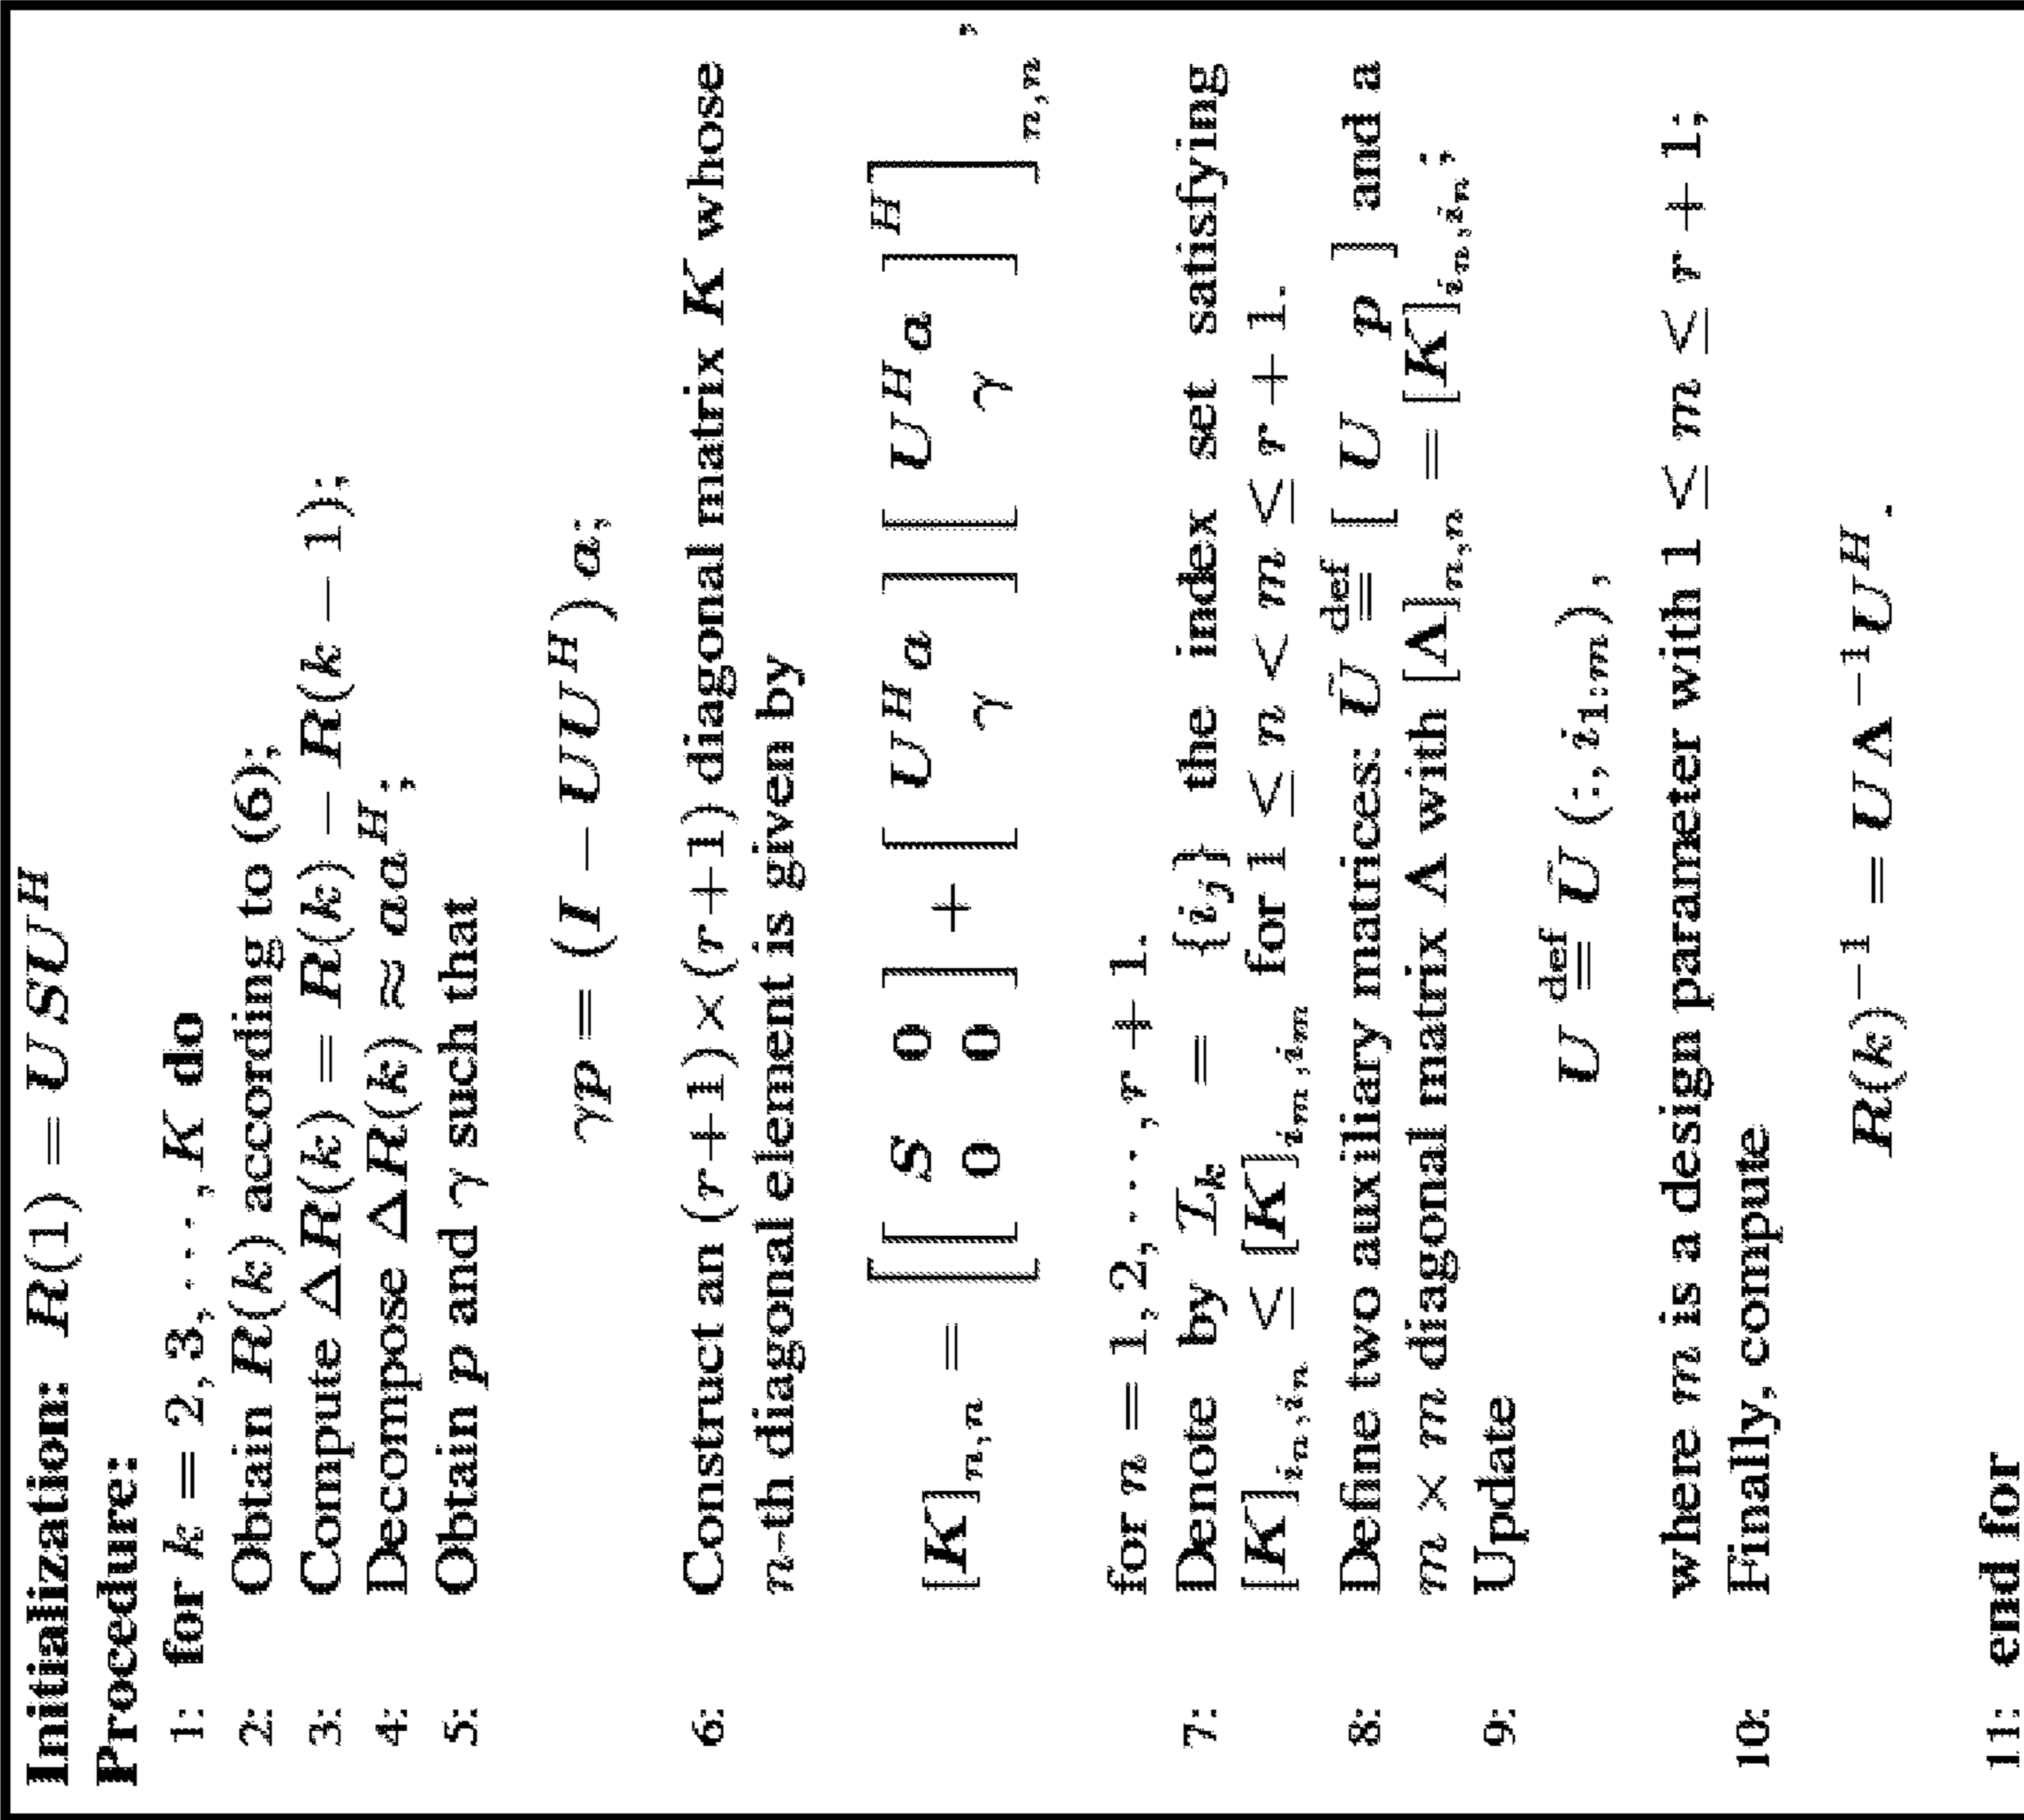 Initialization: R(1) = USU^H
Procedure:
1: for k = 2, 3, ··· , K do
2: Obtain R(k) according to (6);
3: Compute ΔR(k) = R(k) − R(k − 1);
4: Decompose ΔR(k) ≈ aa^H;
5: Obtain p and γ such that
γp = (I − UU^H) a;
6: Construct an (r+1)×(r+1) diagonal matrix K whose
n-th diagonal element is given by
[K]_{n,n} = [ [ S 0 ; 0 0 ] + [ U^H a ; γ ] [ U^H a ; γ ]^H ]_{n,n} ,
for n = 1, 2, ··· , r + 1.
7: Denote by I_k = {i_j} the index set satisfying
[K]_{i_n,i_n} ≤ [K]_{i_m,i_m} for 1 ≤ n < m ≤ r + 1.
8: Define two auxiliary matrices: Ũ def= [ U p ] and a
m × m diagonal matrix Λ with [Λ]_{n,n} = [K]_{i_n,i_n};
9: Update
U def= Ũ (:, i_{1:m}) ,
where m is a design parameter with 1 ≤ m ≤ r + 1;
10: Finally, compute
R(k)^{−1} = UΛ^{−1}U^H.
11: end for